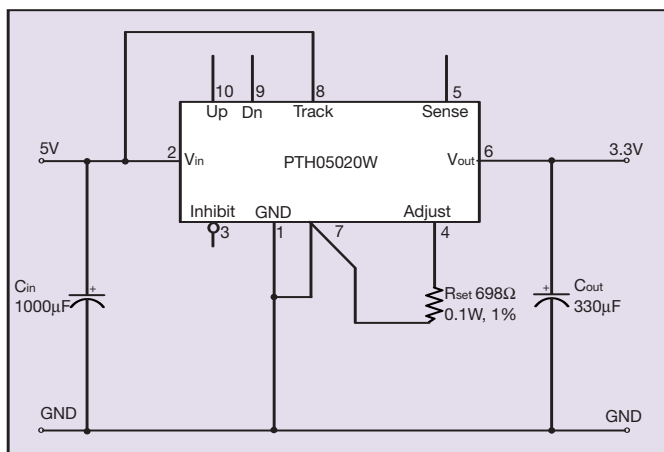 10 9 8 5
Up Dn Track Sense
5V 2 Vin PTH05020W Vout 6 3.3V
Inhibit GND Adjust
3 1 7 4
Cin + Rset 698Ω + Cout
1000μF 0.1W, 1% 330μF
GND GND